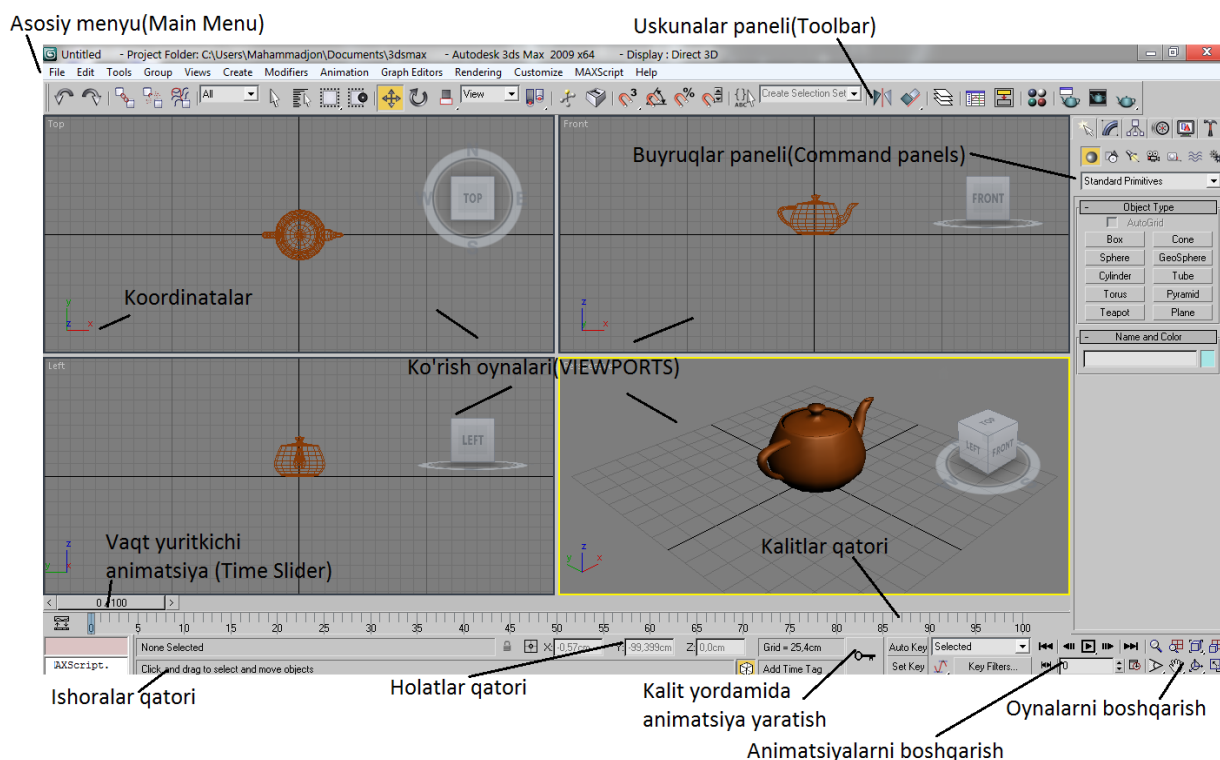 Asosiy menyu(Main Menu)
Uskunalar paneli(Toolbar)
Untitled - Project Folder: C:\Users\Mahammadjon\Documents\3dsmax - Autodesk 3ds Max 2009 x64 - Display : Direct 3D
File Edit Tools Group Views Create Modifiers Animation Graph Editors Rendering Customize MAXScript Help
All
View
3
%
ABC
Create Selection Set
Top
N
V
TOP
E
S
Front
Buyruqlar paneli(Command panels)
FRONT
Standard Primitives
Object Type
AutoGrid
Box Cone
Sphere GeoSphere
Cylinder Tube
Torus Pyramid
Teapot Plane
Name and Color
Koordinatalar
y
z x
z
x
Left
Ko'rish oynalari(VIEWPORTS)
LEFT
TOP
LEFT FRONT
Vaqt yuritkichi
animatsiya (Time Slider)
z
y
z
y x
Kalitlar qatori
< 0 / 100 >
0 5 10 15 20 25 30 35 40 45 50 55 60 65 70 75 80 85 90 95 100
None Selected
X: -0,57cm Y: -99,399cm Z: 0,0cm
Grid = 25,4cm
Auto Key
Selected
AXScript.
Click and drag to select and move objects
Add Time Tag
Set Key
Key Filters...
0
Ishoralar qatori
Holatlar qatori
Kalit yordamida
animatsiya yaratish
Oynalarni boshqarish
Animatsiyalarni boshqarish